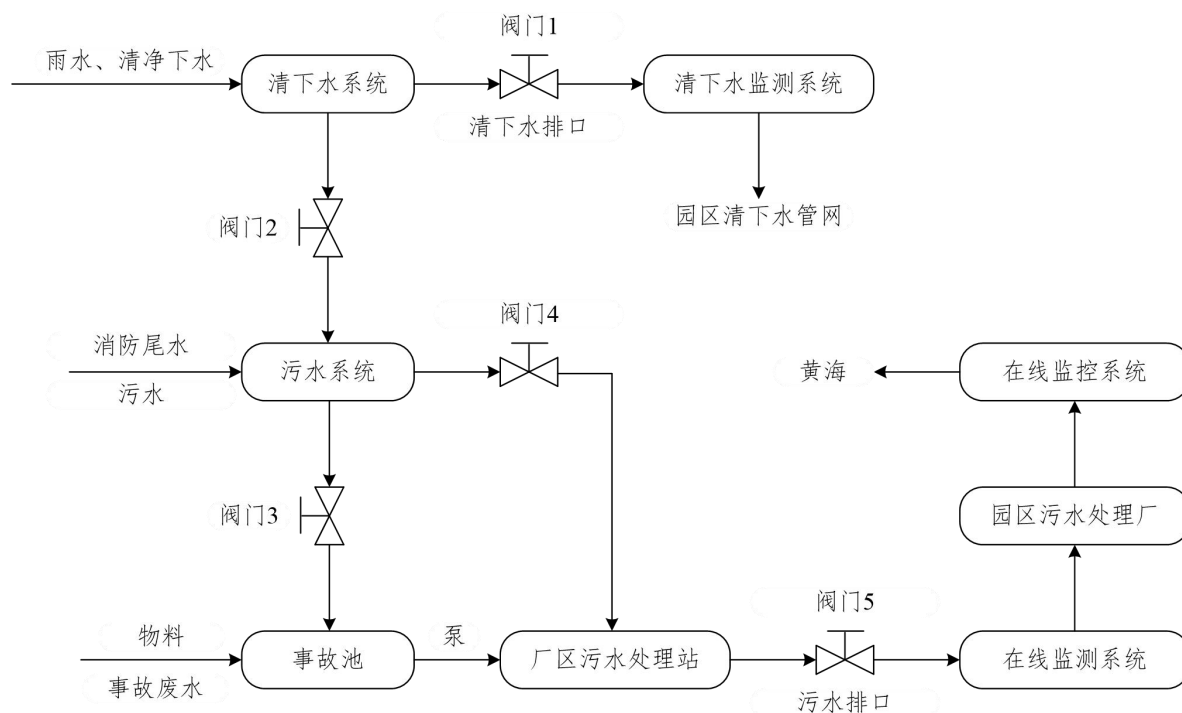 阀门1
雨水、清净下水
清下水系统
清下水监测系统
清下水排口
园区清下水管网
阀门2
阀门4
消防尾水
污水系统
污水
黄海
在线监控系统
阀门3
园区污水处理厂
阀门5
物料
事故池
泵
厂区污水处理站
在线监测系统
事故废水
污水排口